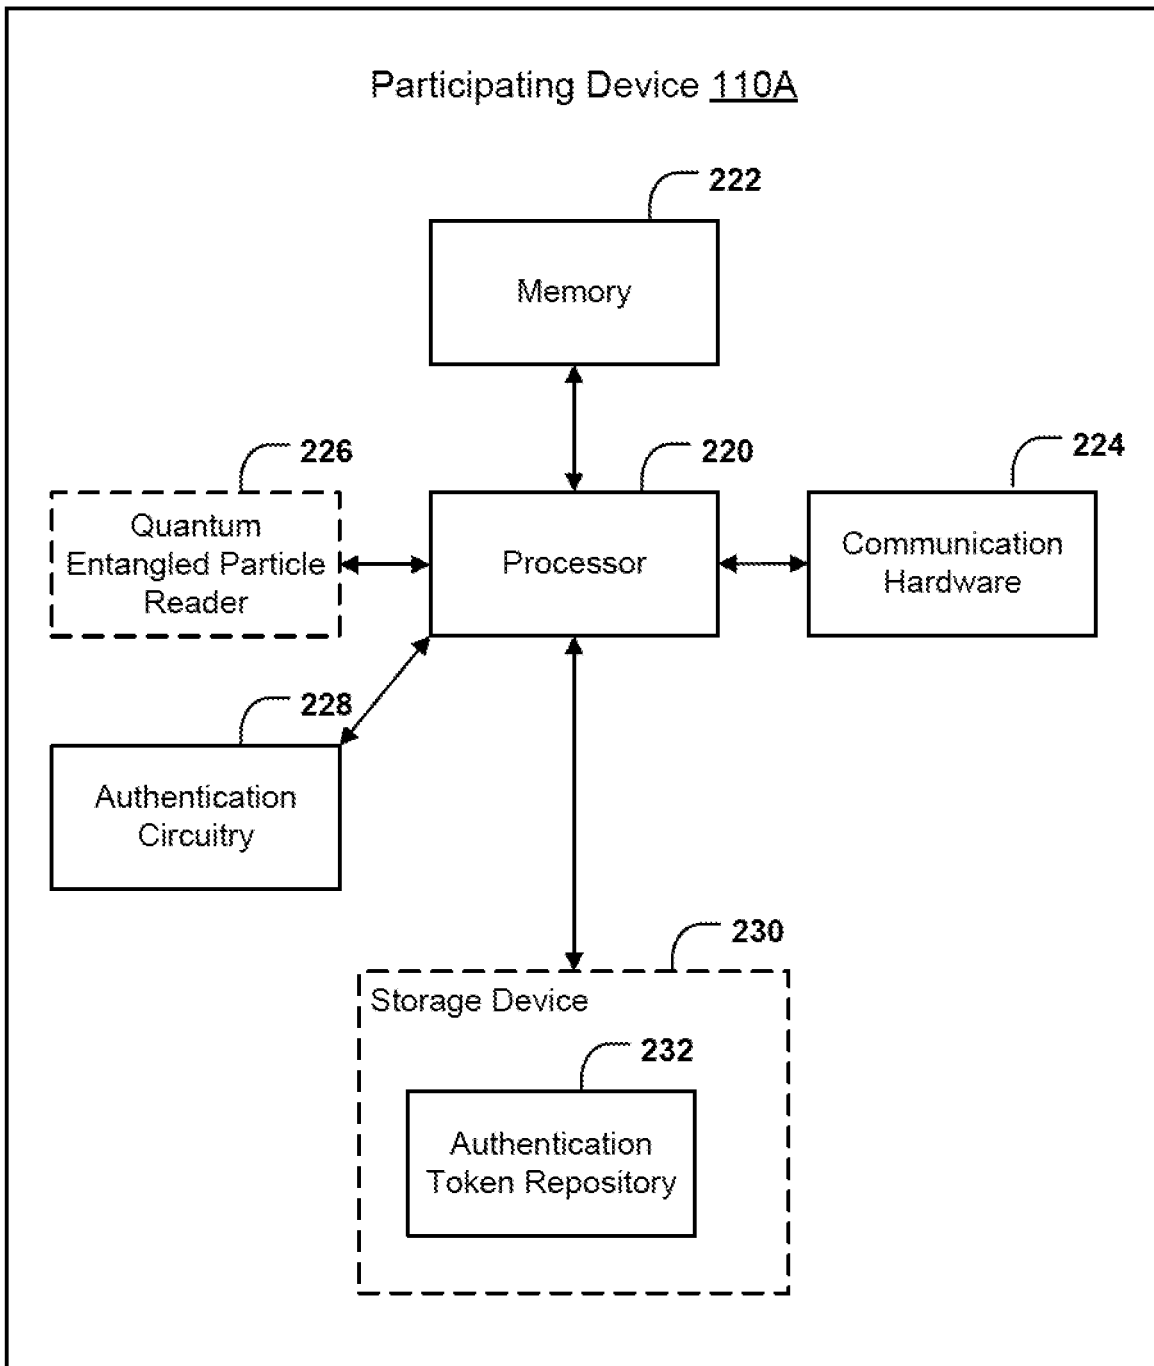 Participating Device 110A
222
Memory
226
220
224
Quantum
Entangled Particle
Reader
Processor
Communication
Hardware
228
Authentication
Circuitry
230
Storage Device
232
Authentication
Token Repository